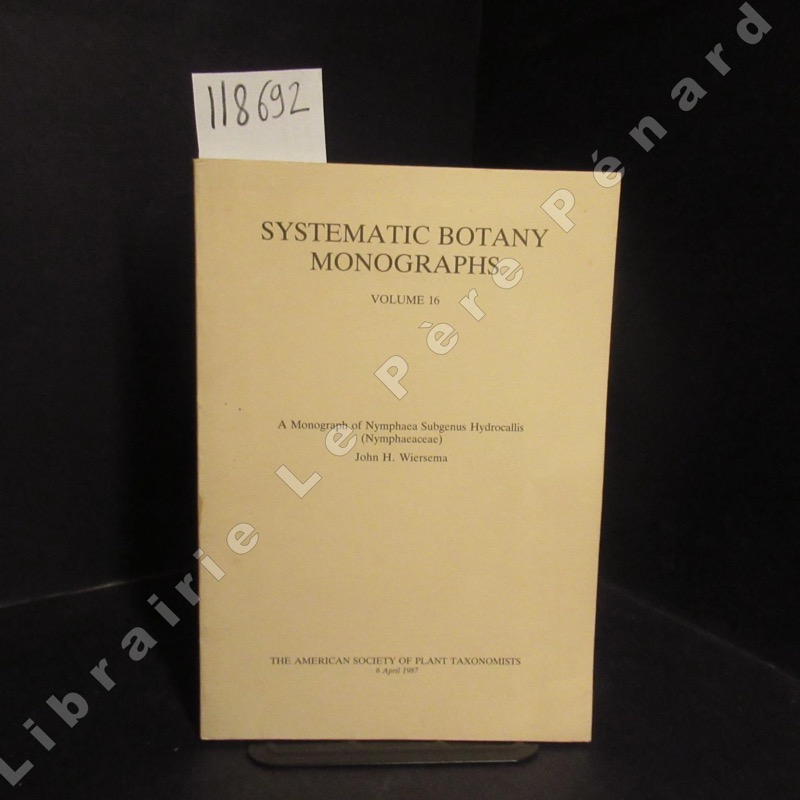 118692
SYSTEMATIC BOTANY
MONOGRAPHS
VOLUME 16
A Monograph of Nymphaea Subgenus Hydrocallis
(Nymphaeaceae)
John H. Wiersema
THE AMERICAN SOCIETY OF PLANT TAXONOMISTS
6 April 1987
Librairie Le Père Pénard